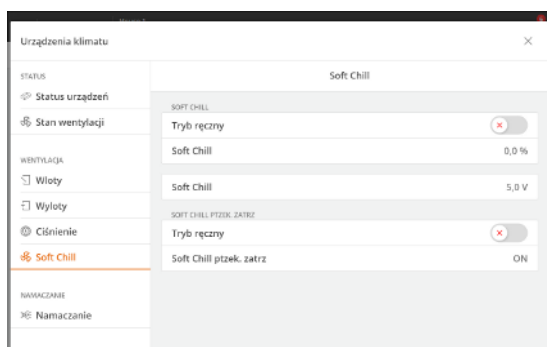 Urządzenia klimatu
STATUS
Status urządzeń
Stan wentylacji
WENTYLACJA
Wloty
Wyloty
Ciśnienie
Soft Chill
NAMACZANIE
Namaczanie
Soft Chill
SOFT CHILL
Tryb ręczny
Soft Chill 0,0 %
Soft Chill 5,0 V
SOFT CHILL PTZEK. ZATRZ
Tryb ręczny
Soft Chill ptzek. zatrz ON